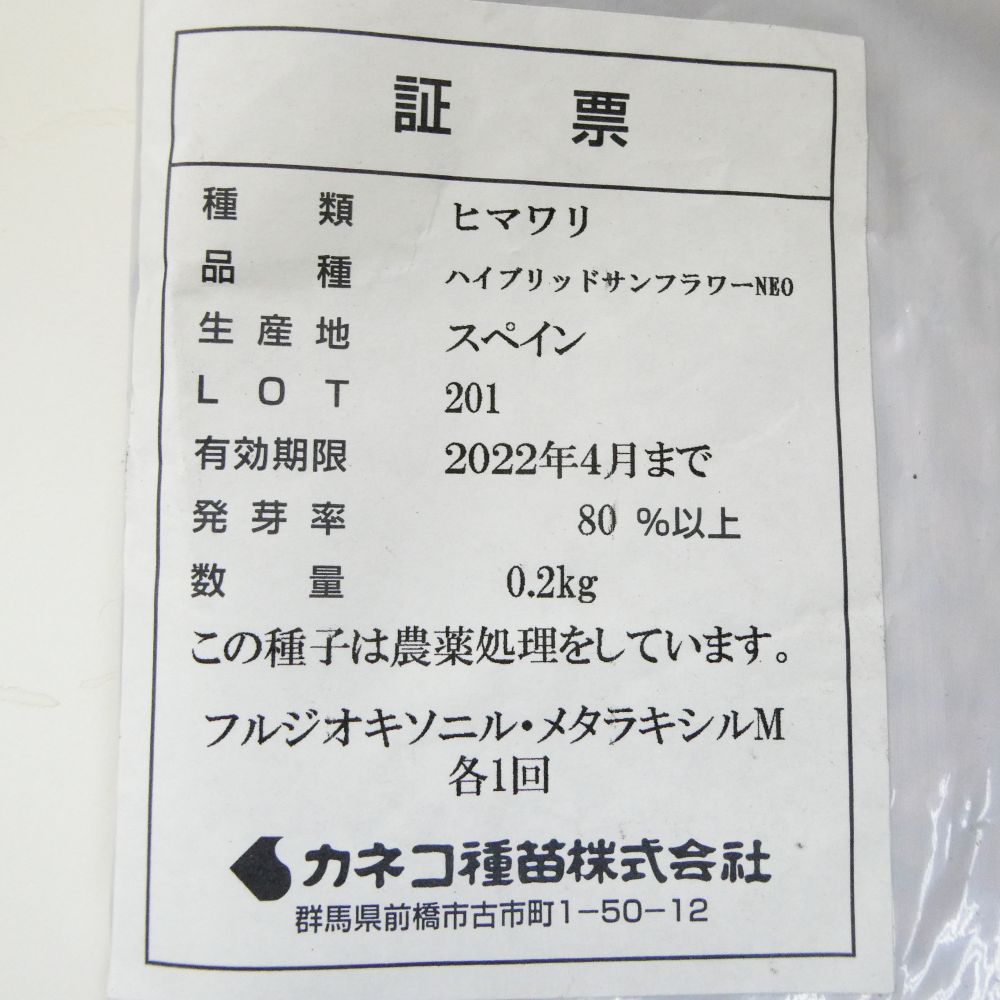 証票
種類 ヒマワリ
品種 ハイブリッドサンフラワーNEO
生産地 スペイン
LOT 201
有効期限 2022年4月まで
発芽率 80 %以上
数量 0.2kg
この種子は農薬処理をしています。
フルジオキソニル・メタラキシルM
各1回
カネコ種苗株式会社
群馬県前橋市古市町1-50-12